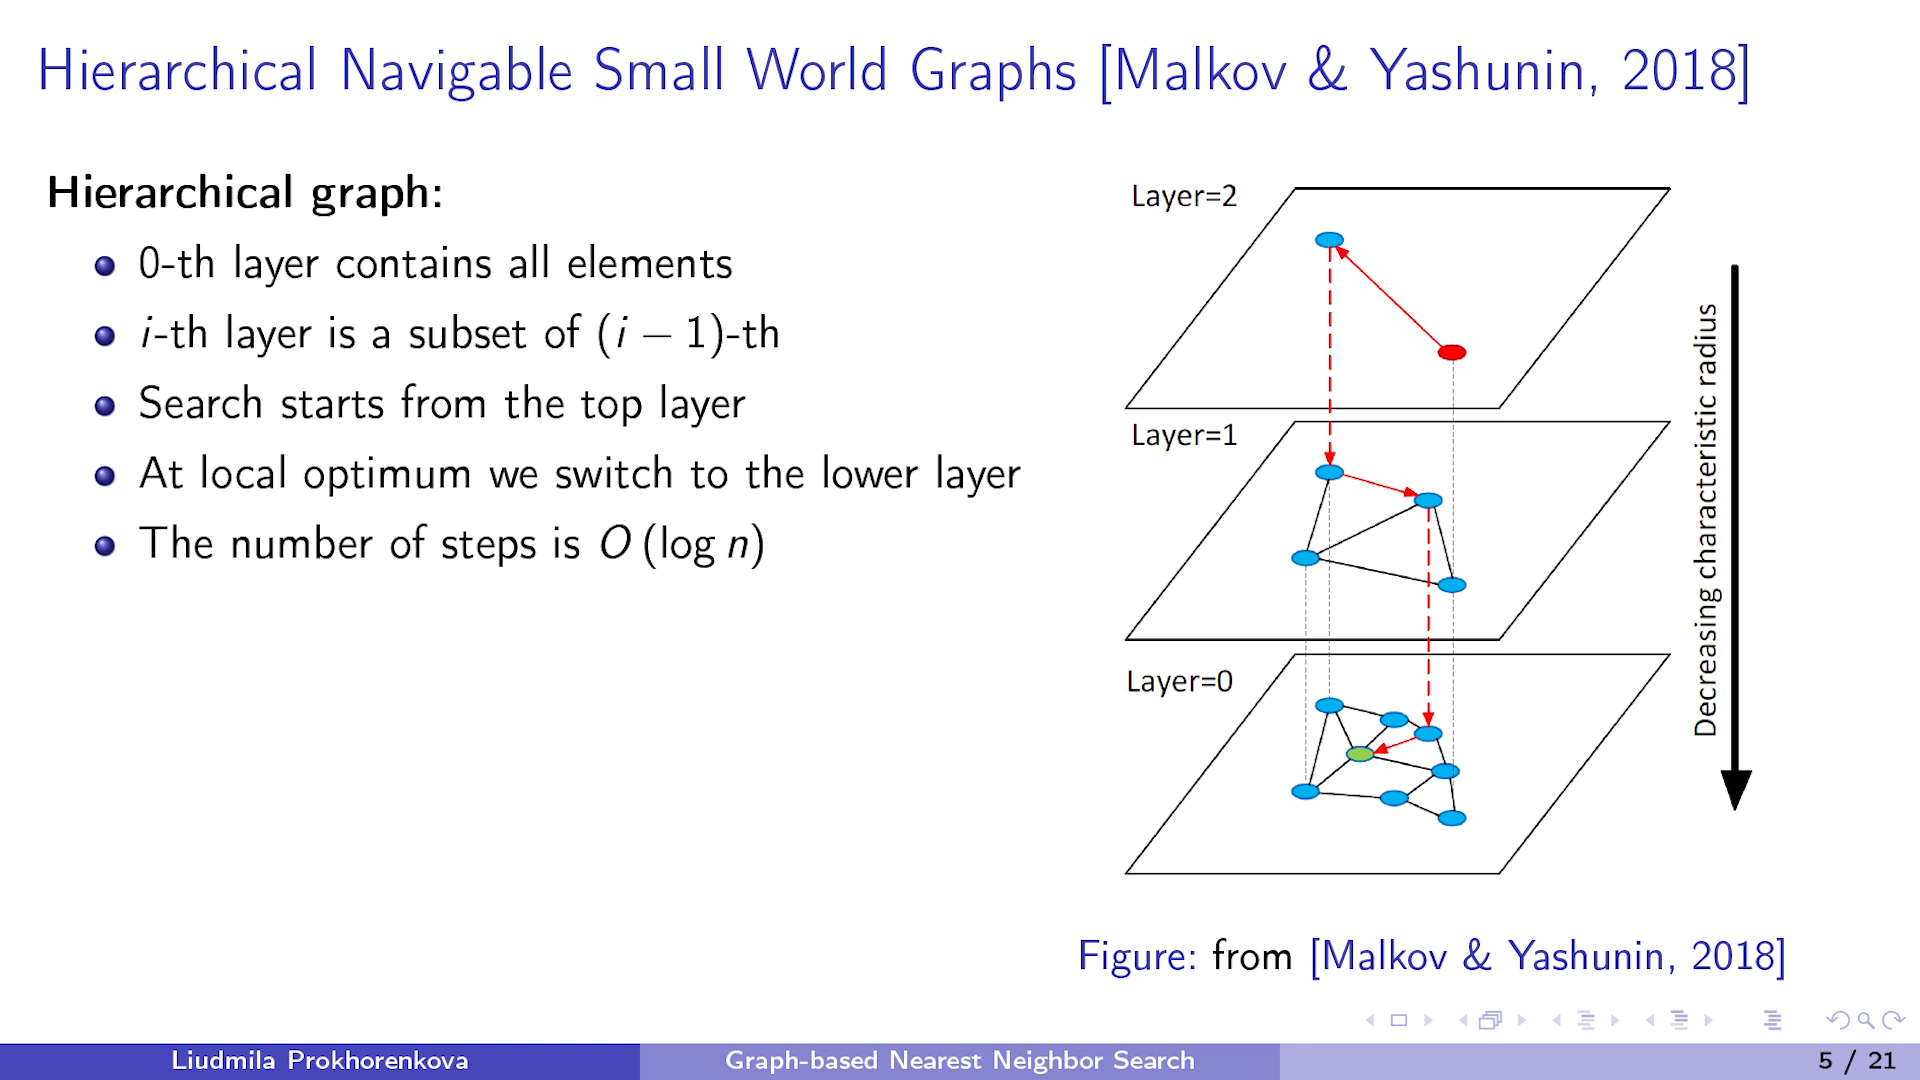 Hierarchical Navigable Small World Graphs [Malkov & Yashunin, 2018]
Hierarchical graph:
0-th layer contains all elements
i-th layer is a subset of (i − 1)-th
Search starts from the top layer
At local optimum we switch to the lower layer
The number of steps is O (log n)
Layer=2
Layer=1
Layer=0
Decreasing characteristic radius
Figure: from [Malkov & Yashunin, 2018]
Liudmila Prokhorenkova
Graph-based Nearest Neighbor Search
5 / 21